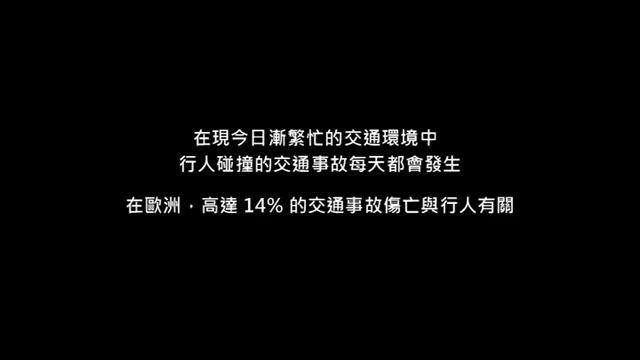 在現今日漸繁忙的交通環境中
行人碰撞的交通事故每天都會發生
在歐洲，高達 14% 的交通事故傷亡與行人有關